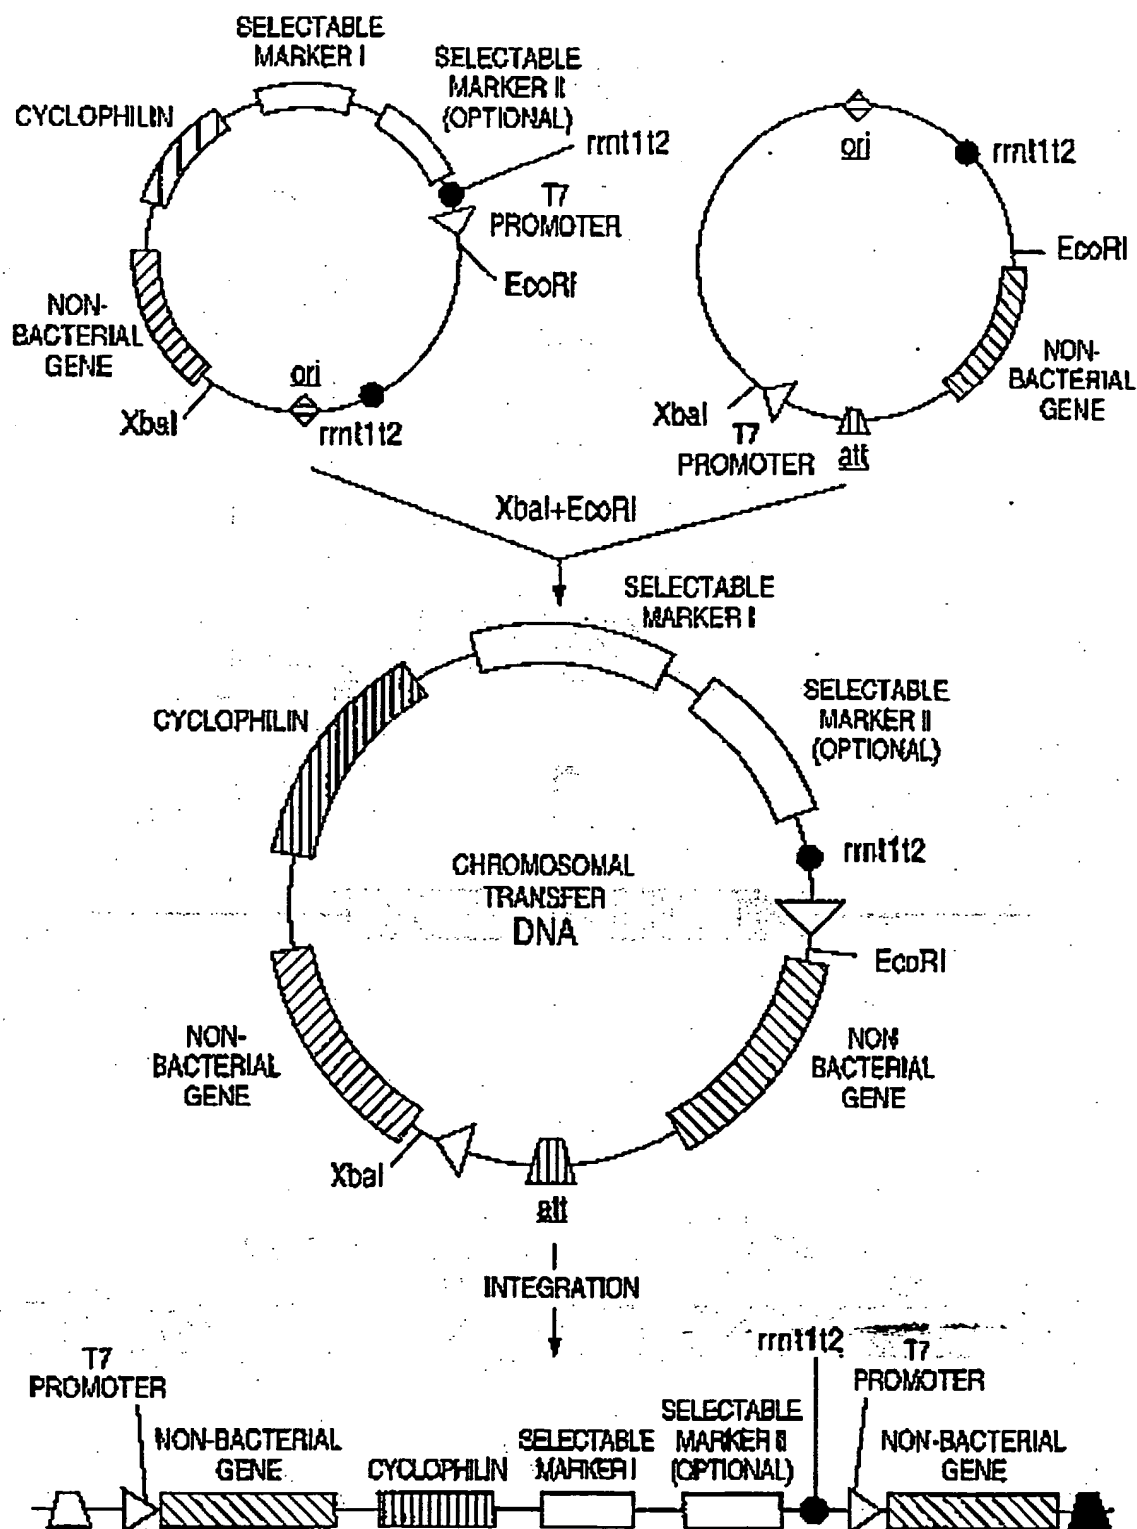 SELECTABLE
MARKER I
SELECTABLE
MARKER II
(OPTIONAL)
CYCLOPHILIN
rrnt1t2
T7
PROMOTER
EcoRI
NON-
BACTERIAL
GENE
ori
XbaI
rrnt1t2
ori
rrnt1t2
EcoRI
NON-
BACTERIAL
GENE
XbaI
T7
PROMOTER
att
XbaI+EcoRI
SELECTABLE
MARKER I
SELECTABLE
MARKER II
(OPTIONAL)
CYCLOPHILIN
rrnt1t2
CHROMOSOMAL
TRANSFER
DNA
EcoRI
NON-
BACTERIAL
GENE
NON
BACTERIAL
GENE
XbaI
att
INTEGRATION
rrnt1t2
T7
PROMOTER
T7
PROMOTER
NON-BACTERIAL
GENE
CYCLOPHILIN
SELECTABLE
MARKER I
SELECTABLE
MARKER II
(OPTIONAL)
NON-BACTERIAL
GENE